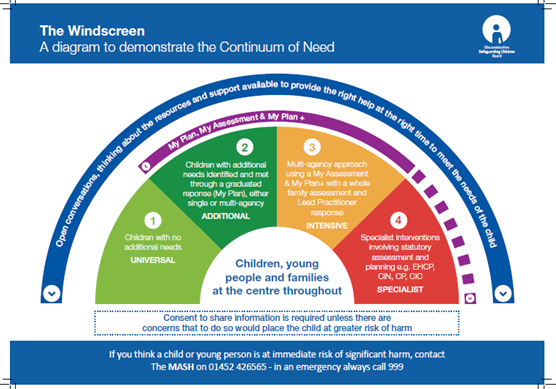 The Windscreen
A diagram to demonstrate the Continuum of Need
Gloucestershire
Safeguarding Children
Board
Open conversations, thinking about the resources and support available to provide the right help at the right time to meet the needs of the child
My Plan, My Assessment & My Plan +
1
Children with no
additional needs
UNIVERSAL
2
Children with additional
needs identified and met
through a graduated
reponse (My Plan), either
single or multi-agency
ADDITIONAL
3
Multi-agency approach
using a My Assessment
& My Plan+ with a whole
family assessment and
Lead Practitioner
response
INTENSIVE
4
Specialist interventions
involving statutory
assessment and
planning e.g. EHCP,
CiN, CP, CiC
SPECIALIST
Children, young
people and families
at the centre throughout
Consent to share information is required unless there are
concerns that to do so would place the child at greater risk of harm
If you think a child or young person is at immediate risk of significant harm, contact
The MASH on 01452 426565 - in an emergency always call 999